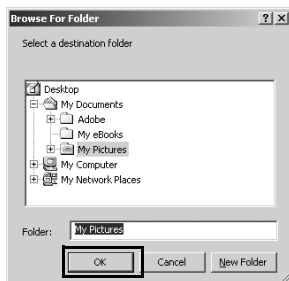 Browse For Folder
? ×
Select a destination folder
Desktop
My Documents
Adobe
My eBooks
My Pictures
My Computer
My Network Places
Folder: My Pictures
OK Cancel New Folder